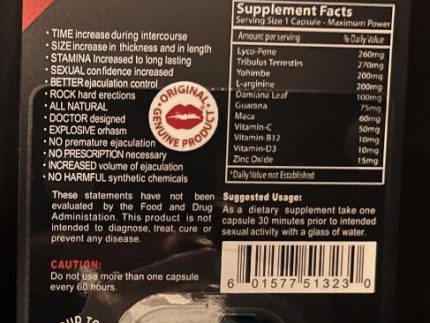 • TIME increase during intercourse
• SIZE increase in thickness and in length
• STAMINA Increased to long lasting
• SEXUAL confidence increased
• BETTER ejaculation control
• ROCK hard erections
• ALL NATURAL
• DOCTOR designed
• EXPLOSIVE orhasm
• NO premature ejaculation
• NO PRESCRIPTION necessary
• INCREASED volume of ejaculation
• NO HARMFUL synthetic chemicals
• ORIGINAL •
GENUINE PRODUCT
These statements have not been
evaluated by the Food and Drug
Administation. This product is not
intended to diagnose, treat, cure or
prevent any disease.
CAUTION:
Do not use more than one capsule
every 60 hours.
UD TO
Supplement Facts
Serving Size 1 Capsule - Maximum Power
Amount per serving % Daily Value
Lyco-Pene 260mg
Tribulus Terrestris 270mg
Yohimbe 200mg
L-arginine 200mg
Damiana Leaf 100mg
Guarana 75mg
Maca 60mg
Vitamin-C 50mg
Vitamin B12 10mg
Vitamin-D3 10mg
Zinc Oxide 15mg
*Daily Value not Established
Suggested Usage:
As a dietary supplement take one
capsule 30 minutes prior to intended
sexual activity with a glass of water.
6 01577 51323 0